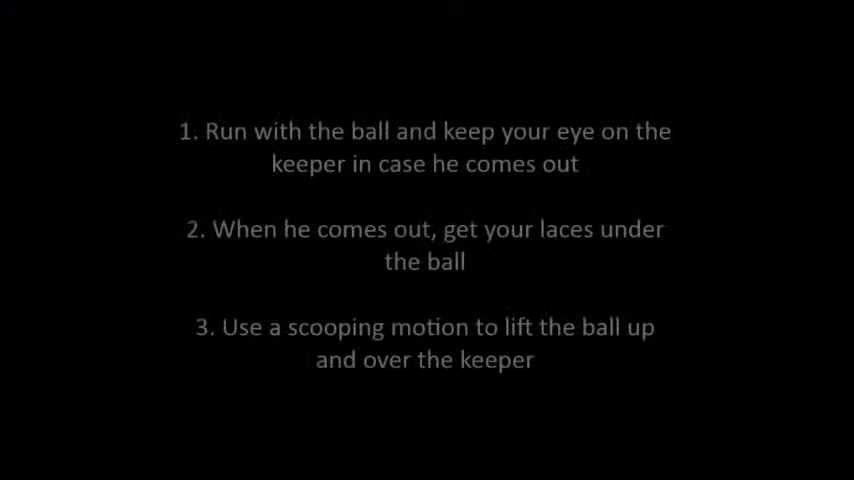 1. Run with the ball and keep your eye on the
keeper in case he comes out
2. When he comes out, get your laces under
the ball
3. Use a scooping motion to lift the ball up
and over the keeper